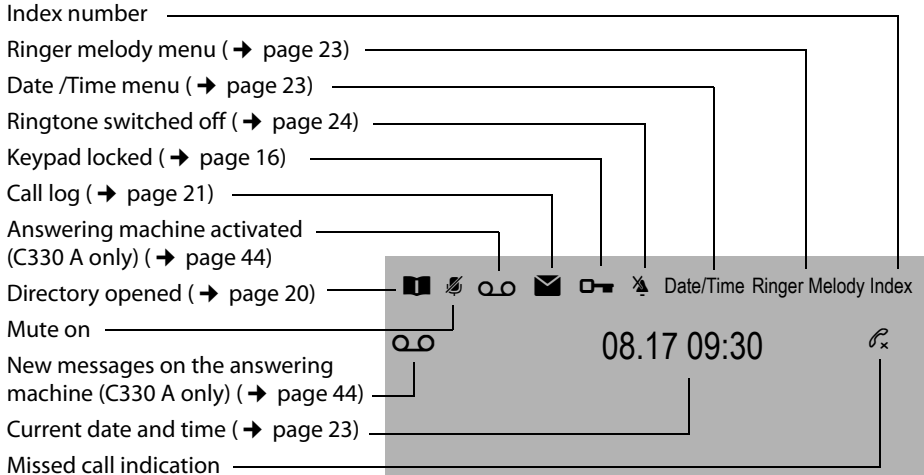 Index number
Ringer melody menu ( ➔ page 23)
Date /Time menu ( ➔ page 23)
Ringtone switched off ( ➔ page 24)
Keypad locked ( ➔ page 16)
Call log ( ➔ page 21)
Answering machine activated
(C330 A only) ( ➔ page 44)
Directory opened ( ➔ page 20)
Mute on
New messages on the answering
machine (C330 A only) ( ➔ page 44)
Current date and time ( ➔ page 23)
Missed call indication
Date/Time Ringer Melody Index
08.17 09:30